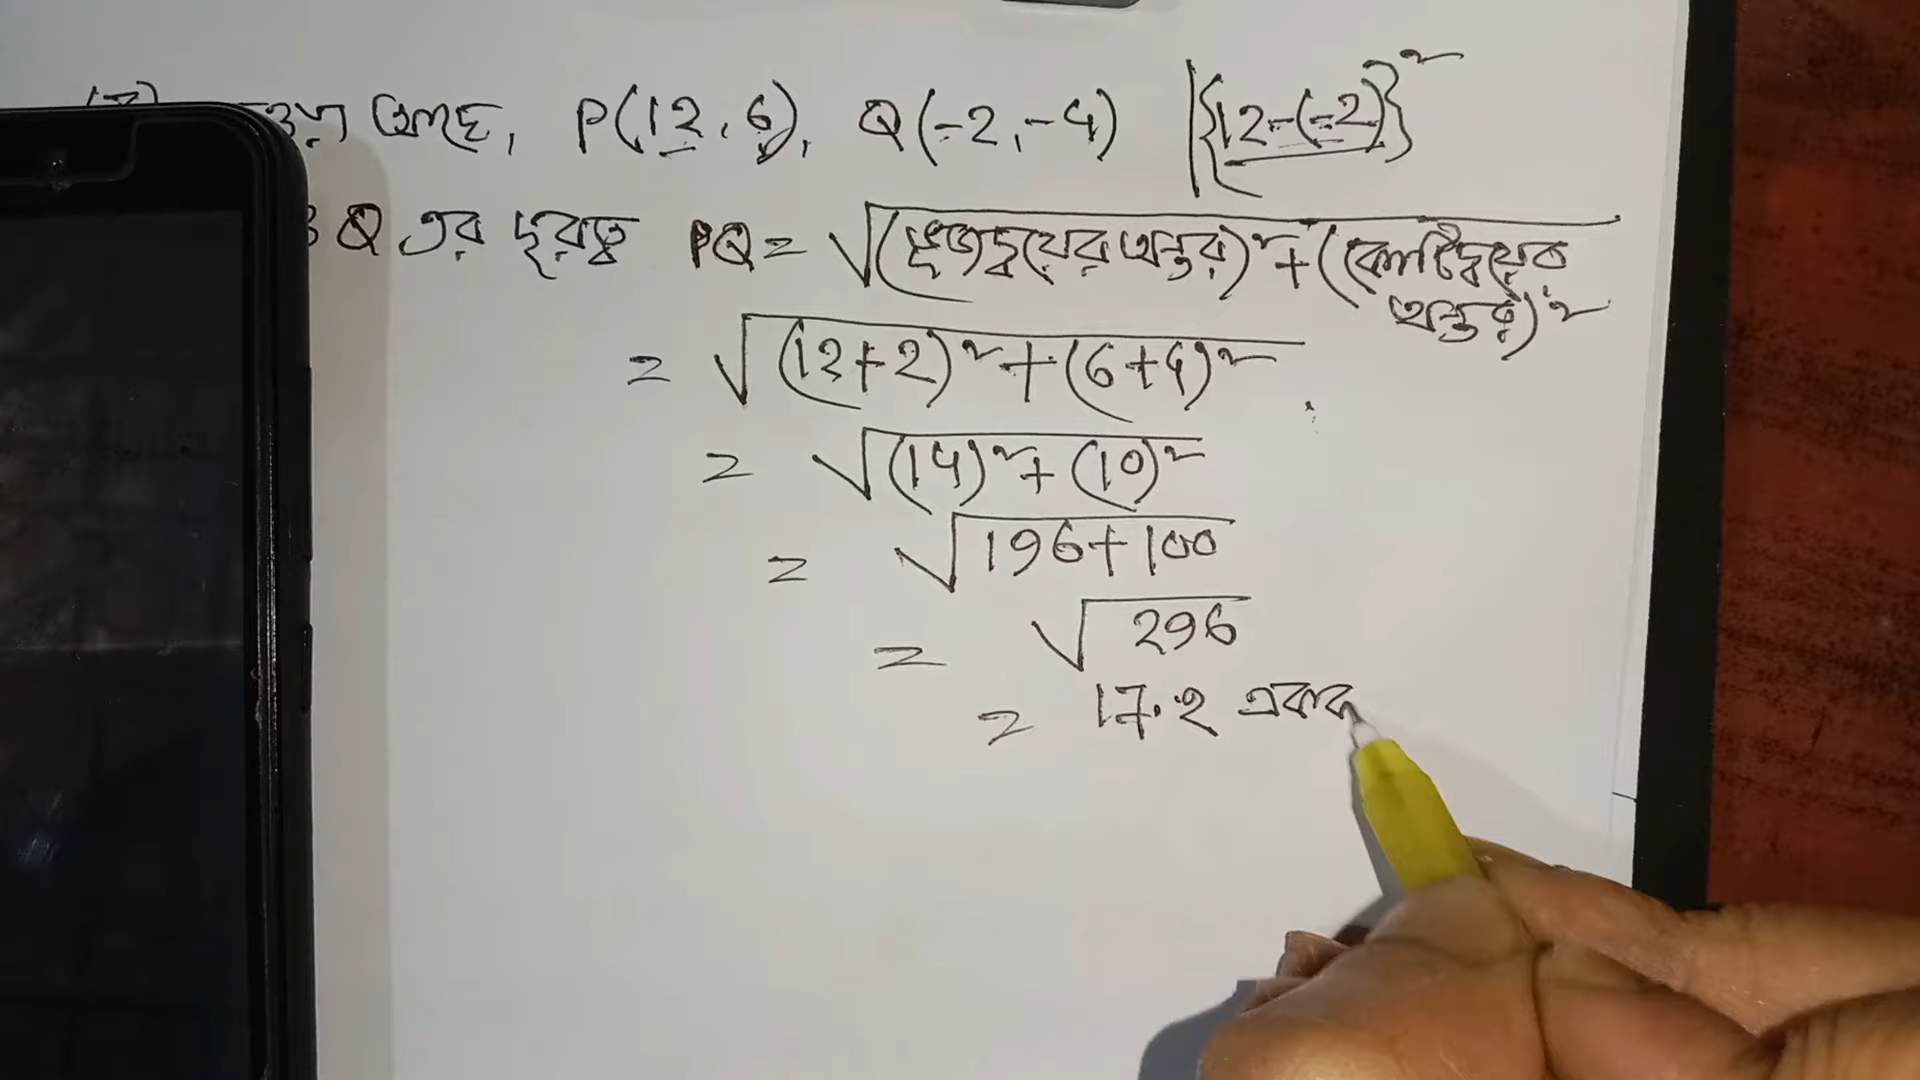 আছে, P(12, 6), Q(-2, -4) |{12-(-2)}²
Q এর দূরত্ব PQ = √(ভুজদ্বয়ের অন্তর)² + (কোটিদ্বয়ের
অন্তর)²
= √(12+2)² + (6+4)²
= √(14)² + (10)²
= √196+100
= √296
= 17.2 একক